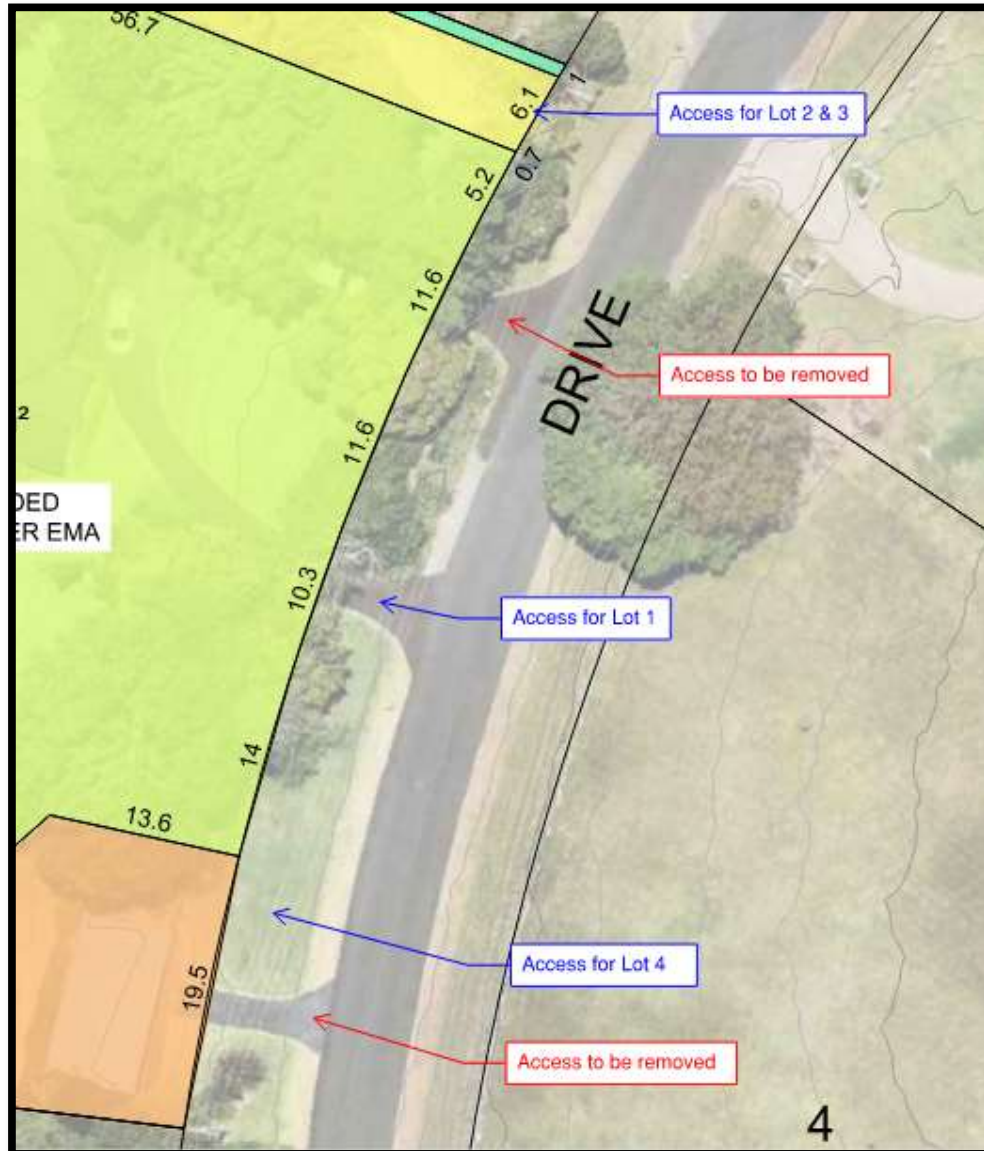 56.7
1
6.1
Access for Lot 2 & 3
0.7
5.2
11.6
DRIVE
Access to be removed
11.6
2
DED
ER EMA
10.3
Access for Lot 1
14
13.6
Access for Lot 4
19.5
Access to be removed
4